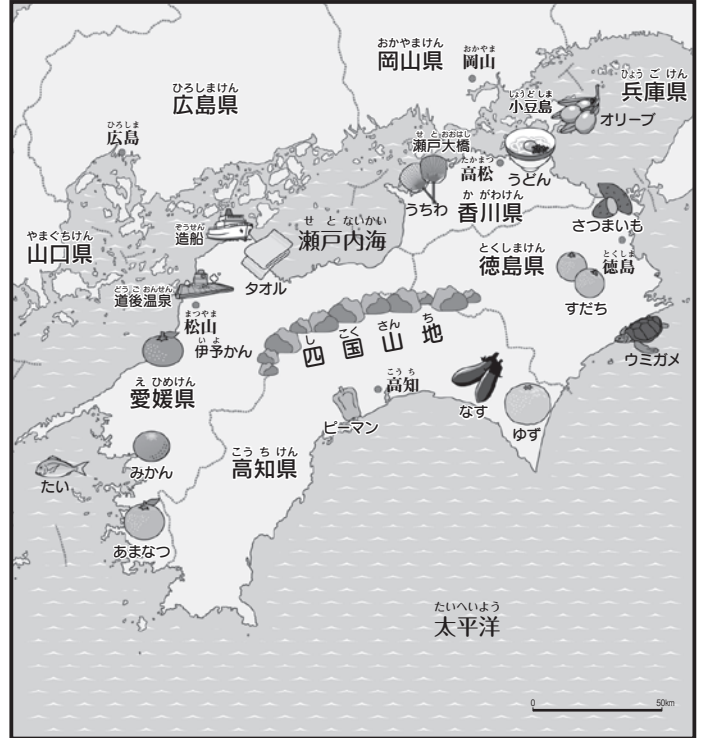 おかやまけん
岡山県
おかやま
岡山
ひょうごけん
兵庫県
ひろしまけん
広島県
しょうどしま
小豆島
オリーブ
ひろしま
広島
せとおおはし
瀬戸大橋
たかまつ
高松
うどん
うちわ
かがわけん
香川県
さつまいも
ぞうせん
造船
せとないかい
瀬戸内海
やまぐちけん
山口県
とくしまけん
徳島県
とくしま
徳島
タオル
どうごおんせん
道後温泉
すだち
まつやま
松山
いよ
伊予かん
しこくさんち
四国山地
ウミガメ
えひめけん
愛媛県
こうち
高知
なす
ゆず
ピーマン
みかん
こうちけん
高知県
たい
あまなつ
たいへいよう
太平洋
0 50km